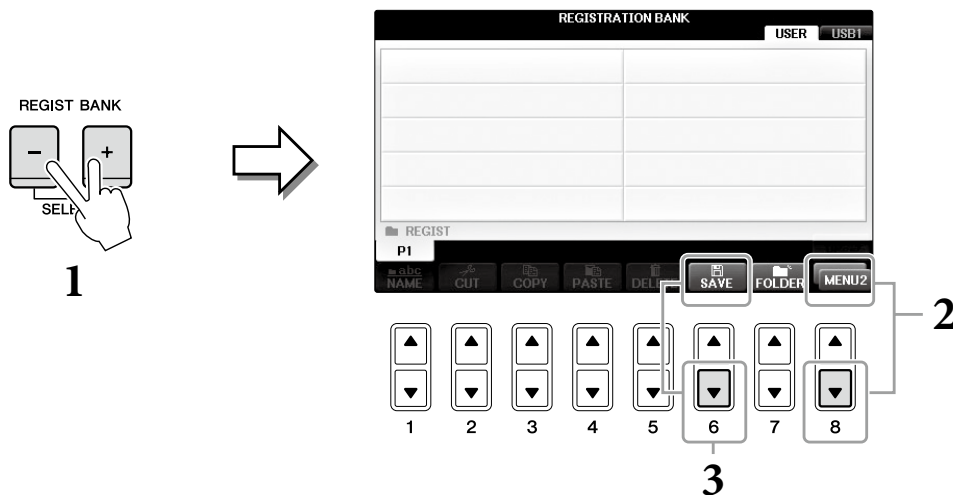 REGISTRATION BANK
USER USB1
REGIST BANK
- +
1
REGIST
P1
abc
NAME CUT COPY PASTE SAVE FOLDER MENU2
2
1 2 3 4 5 6 7 8
3